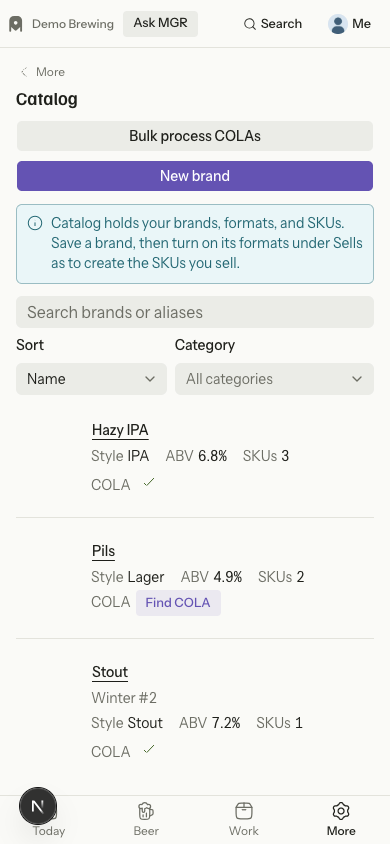 Demo Brewing
Ask MGR
Search
Me
More
Catalog
Bulk process COLAs
New brand
Catalog holds your brands, formats, and SKUs.
Save a brand, then turn on its formats under Sells
as to create the SKUs you sell.
Search brands or aliases
Sort
Category
Name
All categories
Hazy IPA
Style IPA ABV 6.8% SKUs 3
COLA
Pils
Style Lager ABV 4.9% SKUs 2
COLA Find COLA
Stout
Winter #2
Style Stout ABV 7.2% SKUs 1
COLA
N
Today
Beer
Work
More